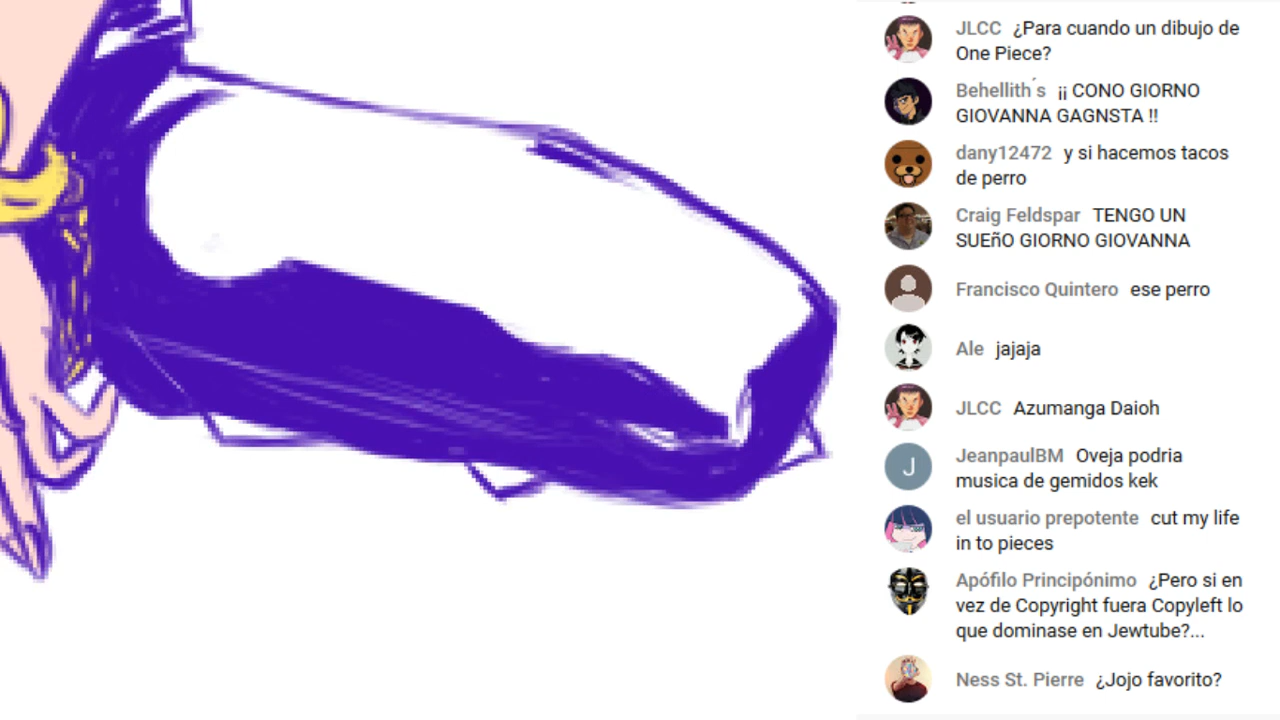 JLCC ¿Para cuando un dibujo de
One Piece?
Behellith´s ¡¡ CONO GIORNO
GIOVANNA GAGNSTA !!
dany12472 y si hacemos tacos
de perro
Craig Feldspar TENGO UN
SUEñO GIORNO GIOVANNA
Francisco Quintero ese perro
Ale jajaja
JLCC Azumanga Daioh
J JeanpaulBM Oveja podria
musica de gemidos kek
el usuario prepotente cut my life
in to pieces
Apófilo Principónimo ¿Pero si en
vez de Copyright fuera Copyleft lo
que dominase en Jewtube?...
Ness St. Pierre ¿Jojo favorito?